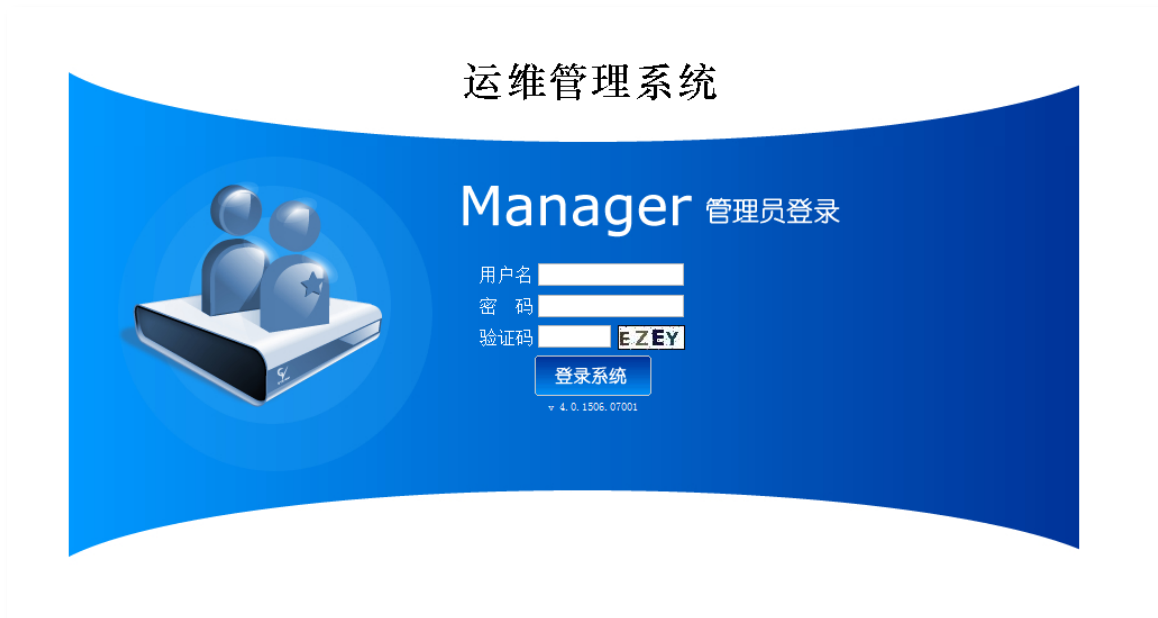 运维管理系统
Manager 管理员登录
用户名
密 码
验证码 EZEY
登录系统
v 4.0.1506.07001